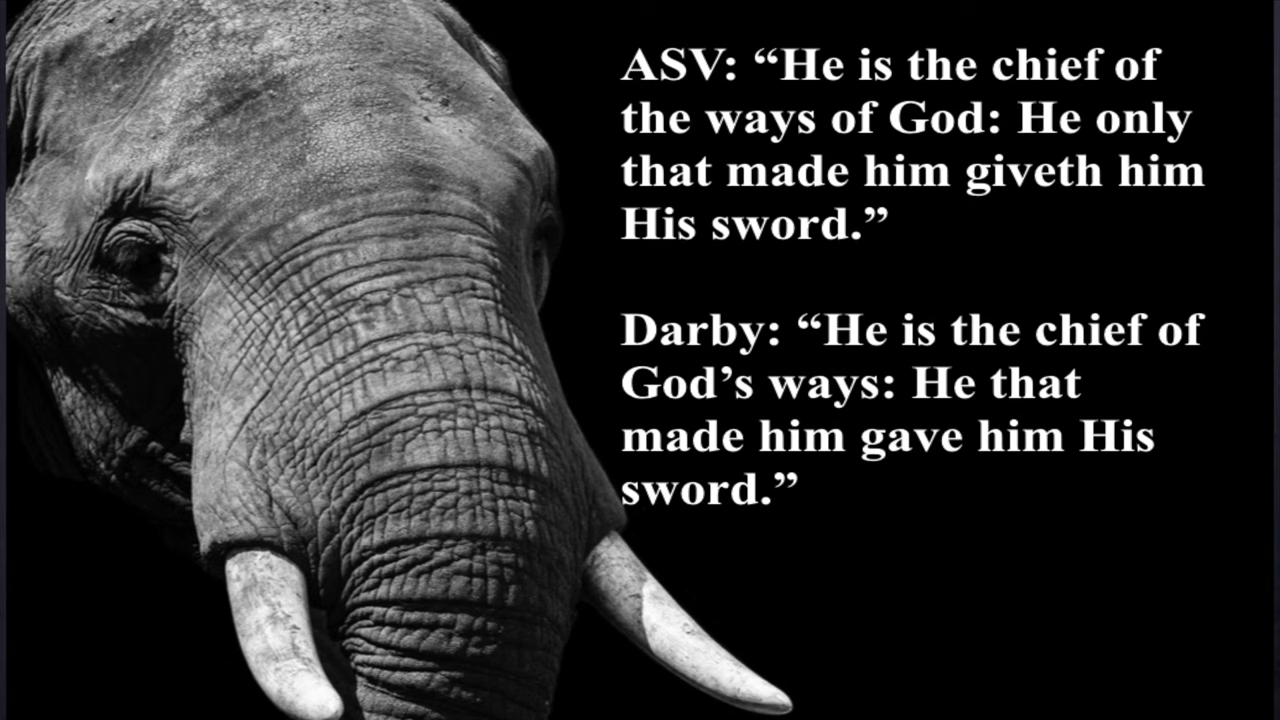 ASV: “He is the chief of
the ways of God: He only
that made him giveth him
His sword.”
Darby: “He is the chief of
God’s ways: He that
made him gave him His
sword.”